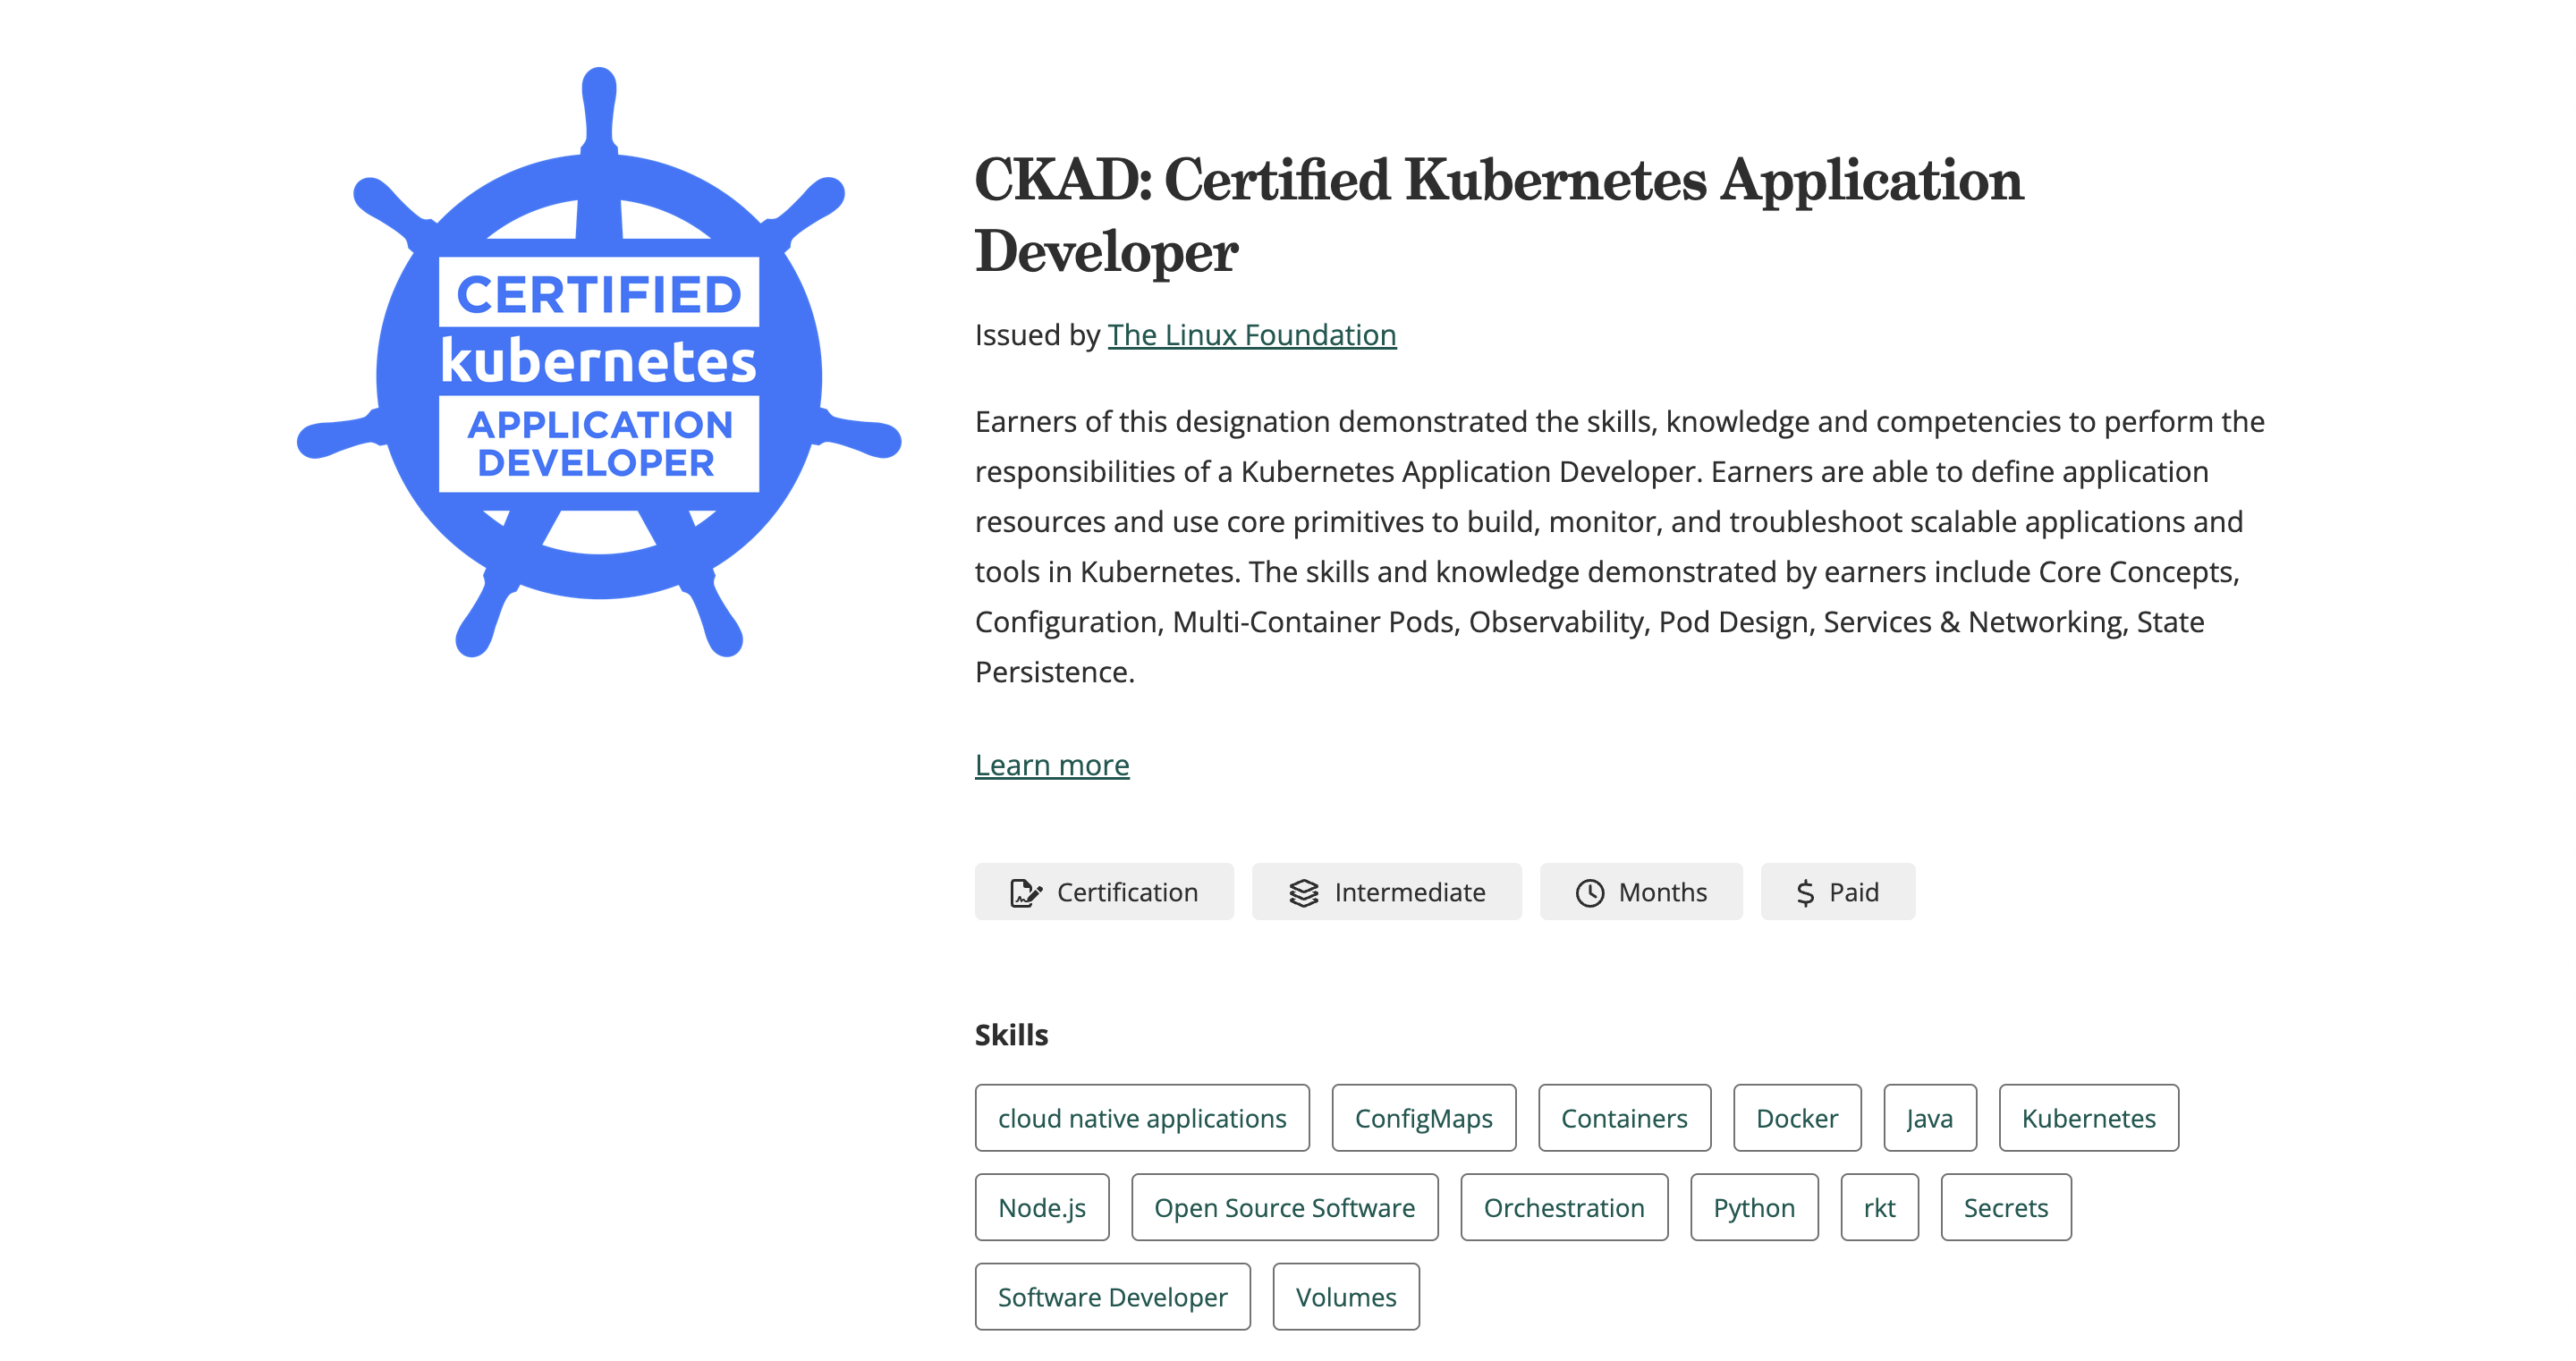 CERTIFIED
kubernetes
APPLICATION
DEVELOPER
CKAD: Certified Kubernetes Application
Developer
Issued by The Linux Foundation
Earners of this designation demonstrated the skills, knowledge and competencies to perform the
responsibilities of a Kubernetes Application Developer. Earners are able to define application
resources and use core primitives to build, monitor, and troubleshoot scalable applications and
tools in Kubernetes. The skills and knowledge demonstrated by earners include Core Concepts,
Configuration, Multi-Container Pods, Observability, Pod Design, Services & Networking, State
Persistence.
Learn more
Certification Intermediate Months $ Paid
Skills
cloud native applications ConfigMaps Containers Docker Java Kubernetes
Node.js Open Source Software Orchestration Python rkt Secrets
Software Developer Volumes